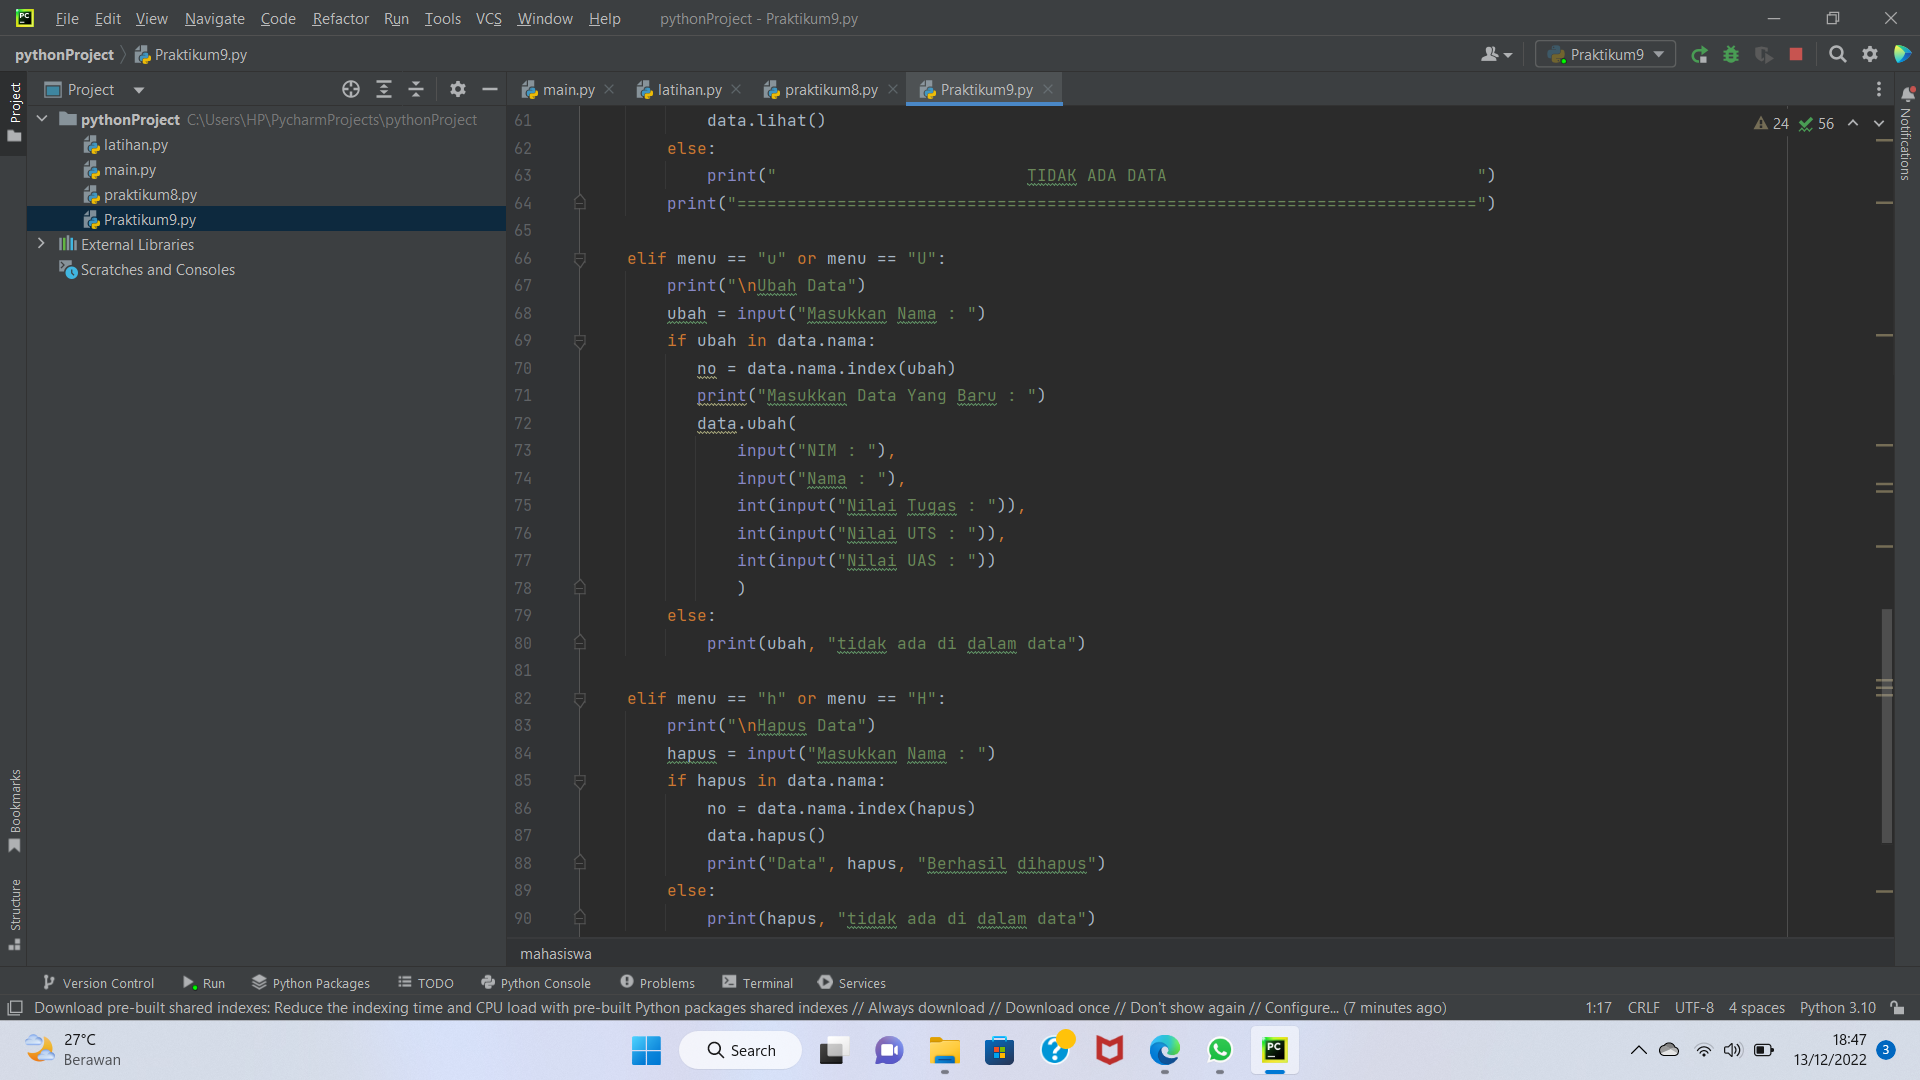 File Edit View Navigate Code Refactor Run Tools VCS Window Help pythonProject - Praktikum9.py
pythonProject Praktikum9.py Praktikum9
Project main.py latihan.py praktikum8.py Praktikum9.py
pythonProject C:\Users\HP\PycharmProjects\pythonProject
latihan.py
main.py
praktikum8.py
Praktikum9.py
External Libraries
Scratches and Consoles
Project
Bookmarks
Structure
Notifications
24 56
61 data.lihat()
62 else:
63 print("                         TIDAK ADA DATA                               ")
64 print("==========================================================================")
65
66 elif menu == "u" or menu == "U":
67 print("\nUbah Data")
68 ubah = input("Masukkan Nama : ")
69 if ubah in data.nama:
70 no = data.nama.index(ubah)
71 print("Masukkan Data Yang Baru : ")
72 data.ubah(
73 input("NIM : "),
74 input("Nama : "),
75 int(input("Nilai Tugas : ")),
76 int(input("Nilai UTS : ")),
77 int(input("Nilai UAS : "))
78 )
79 else:
80 print(ubah, "tidak ada di dalam data")
81
82 elif menu == "h" or menu == "H":
83 print("\nHapus Data")
84 hapus = input("Masukkan Nama : ")
85 if hapus in data.nama:
86 no = data.nama.index(hapus)
87 data.hapus()
88 print("Data", hapus, "Berhasil dihapus")
89 else:
90 print(hapus, "tidak ada di dalam data")
mahasiswa
Version Control Run Python Packages TODO Python Console Problems Terminal Services
Download pre-built shared indexes: Reduce the indexing time and CPU load with pre-built Python packages shared indexes // Always download // Download once // Don't show again // Configure... (7 minutes ago) 1:17 CRLF UTF-8 4 spaces Python 3.10
27°C
Berawan
Search
18:47
13/12/2022
3